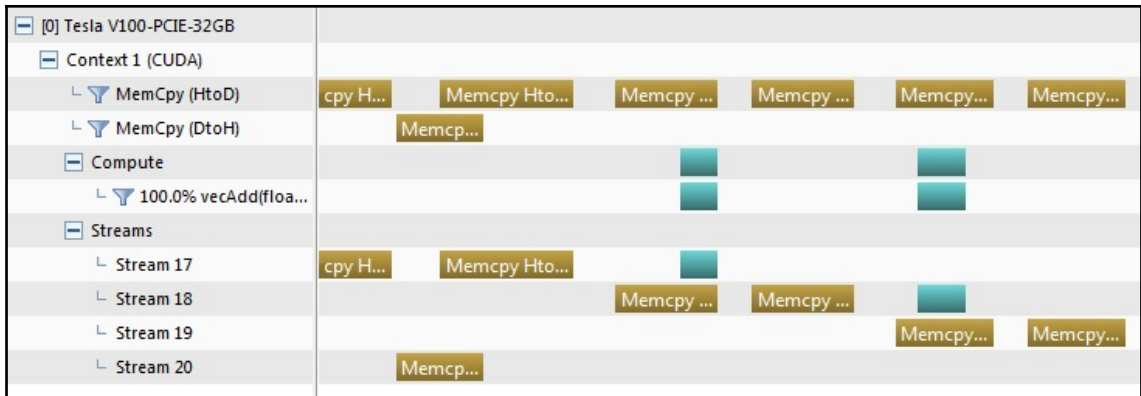 [0] Tesla V100-PCIE-32GB
Context 1 (CUDA)
MemCpy (HtoD) cpy H... Memcpy Hto... Memcpy ... Memcpy ... Memcpy... Memcpy...
MemCpy (DtoH) Memcp...
Compute
100.0% vecAdd(floa...
Streams
Stream 17 cpy H... Memcpy Hto...
Stream 18 Memcpy ... Memcpy ...
Stream 19 Memcpy... Memcpy...
Stream 20 Memcp...